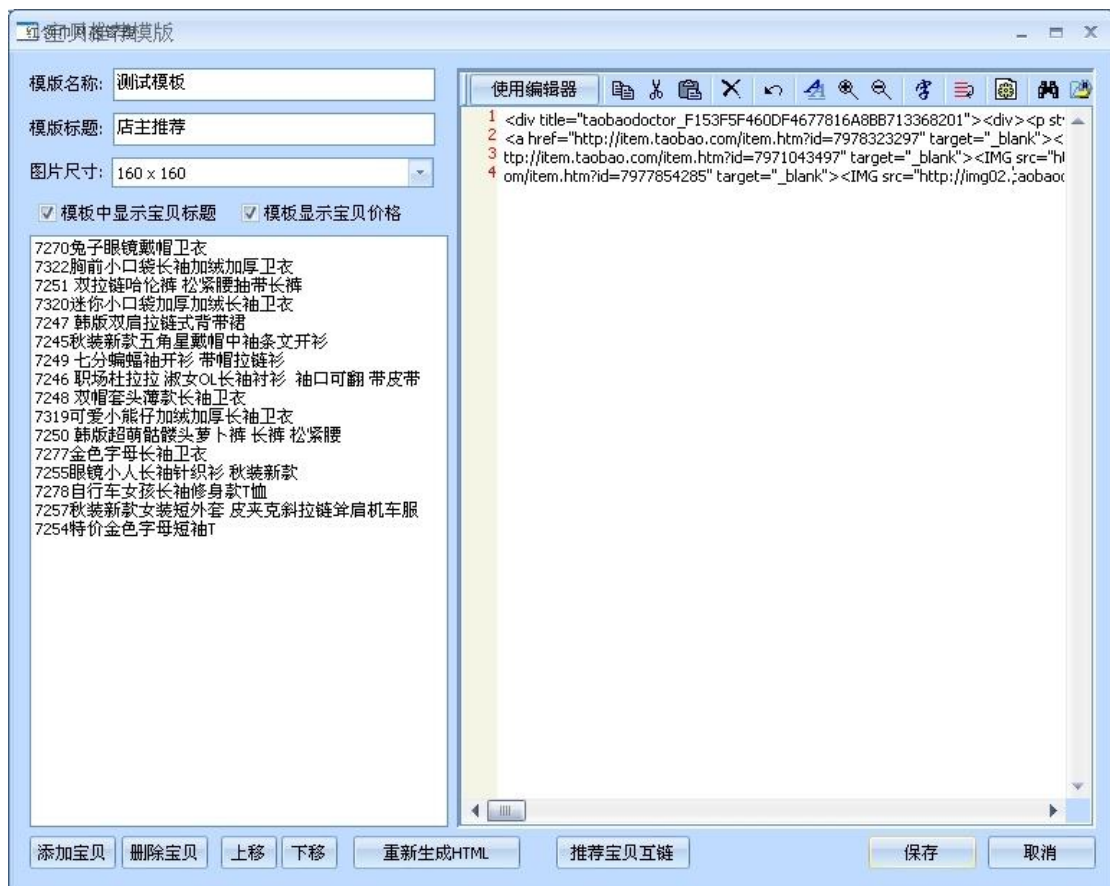 宝贝推荐模版
模版名称: 测试模板
模版标题: 店主推荐
图片尺寸: 160 x 160
模板中显示宝贝标题 模板显示宝贝价格
7270兔子眼镜戴帽卫衣
7322胸前小口袋长袖加绒加厚卫衣
7251 双拉链哈伦裤 松紧腰抽带长裤
7320迷你小口袋加厚加绒长袖卫衣
7247 韩版双肩拉链式背带裙
7245秋装新款五角星戴帽中袖条文开衫
7249 七分蝙蝠袖开衫 带帽拉链衫
7246 职场杜拉拉 淑女OL长袖衬衫 袖口可翻 带皮带
7248 双帽套头薄款长袖卫衣
7319可爱小熊仔加绒加厚长袖卫衣
7250 韩版超萌骷髅头萝卜裤 长裤 松紧腰
7277金色字母长袖卫衣
7255眼镜小人长袖针织衫 秋装新款
7278自行车女孩长袖修身款T恤
7257秋装新款女装短外套 皮夹克斜拉链耸肩机车服
7254特价金色字母短袖T
使用编辑器
1 <div title="taobaodoctor_F153F5F460DF4677816A8BB713368201"><div><p st
2 <a href="http://item.taobao.com/item.htm?id=7978323297" target="_blank"><
3 ttp://item.taobao.com/item.htm?id=7971043497" target="_blank"><IMG src="ht
4 om/item.htm?id=7977854285" target="_blank"><IMG src="http://img02.taobaoc
添加宝贝 删除宝贝 上移 下移 重新生成HTML 推荐宝贝互链 保存 取消